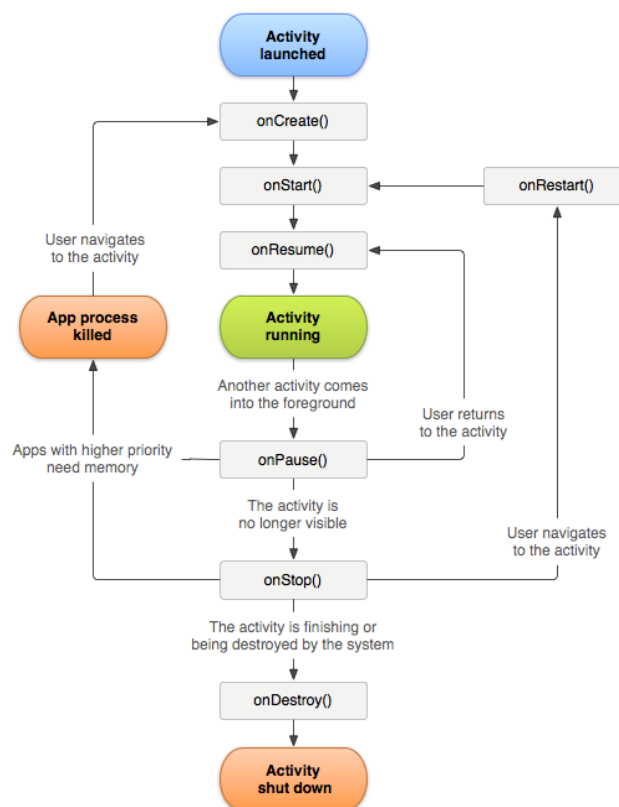 Activity
launched
onCreate()
onStart()
onRestart()
User navigates
to the activity
onResume()
App process
killed
Activity
running
Another activity comes
into the foreground
User returns
to the activity
Apps with higher priority
need memory
onPause()
The activity is
no longer visible
User navigates
to the activity
onStop()
The activity is finishing or
being destroyed by the system
onDestroy()
Activity
shut down